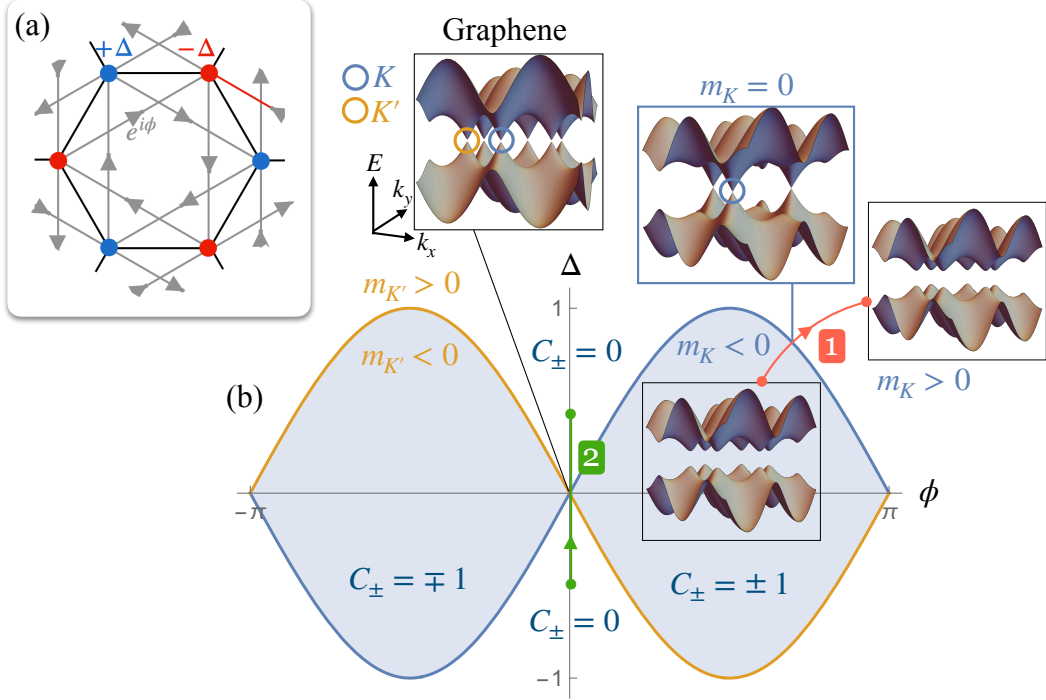 (a)
+Δ
−Δ
e^{iϕ}
Graphene
K
K′
E
k_y
k_x
m_K = 0
m_K > 0
1
m_K < 0
Δ
1
m_{K′} > 0
m_{K′} < 0
C_± = 0
(b)
2
−π
π
ϕ
C_± = ∓ 1
C_± = 0
C_± = ± 1
−1